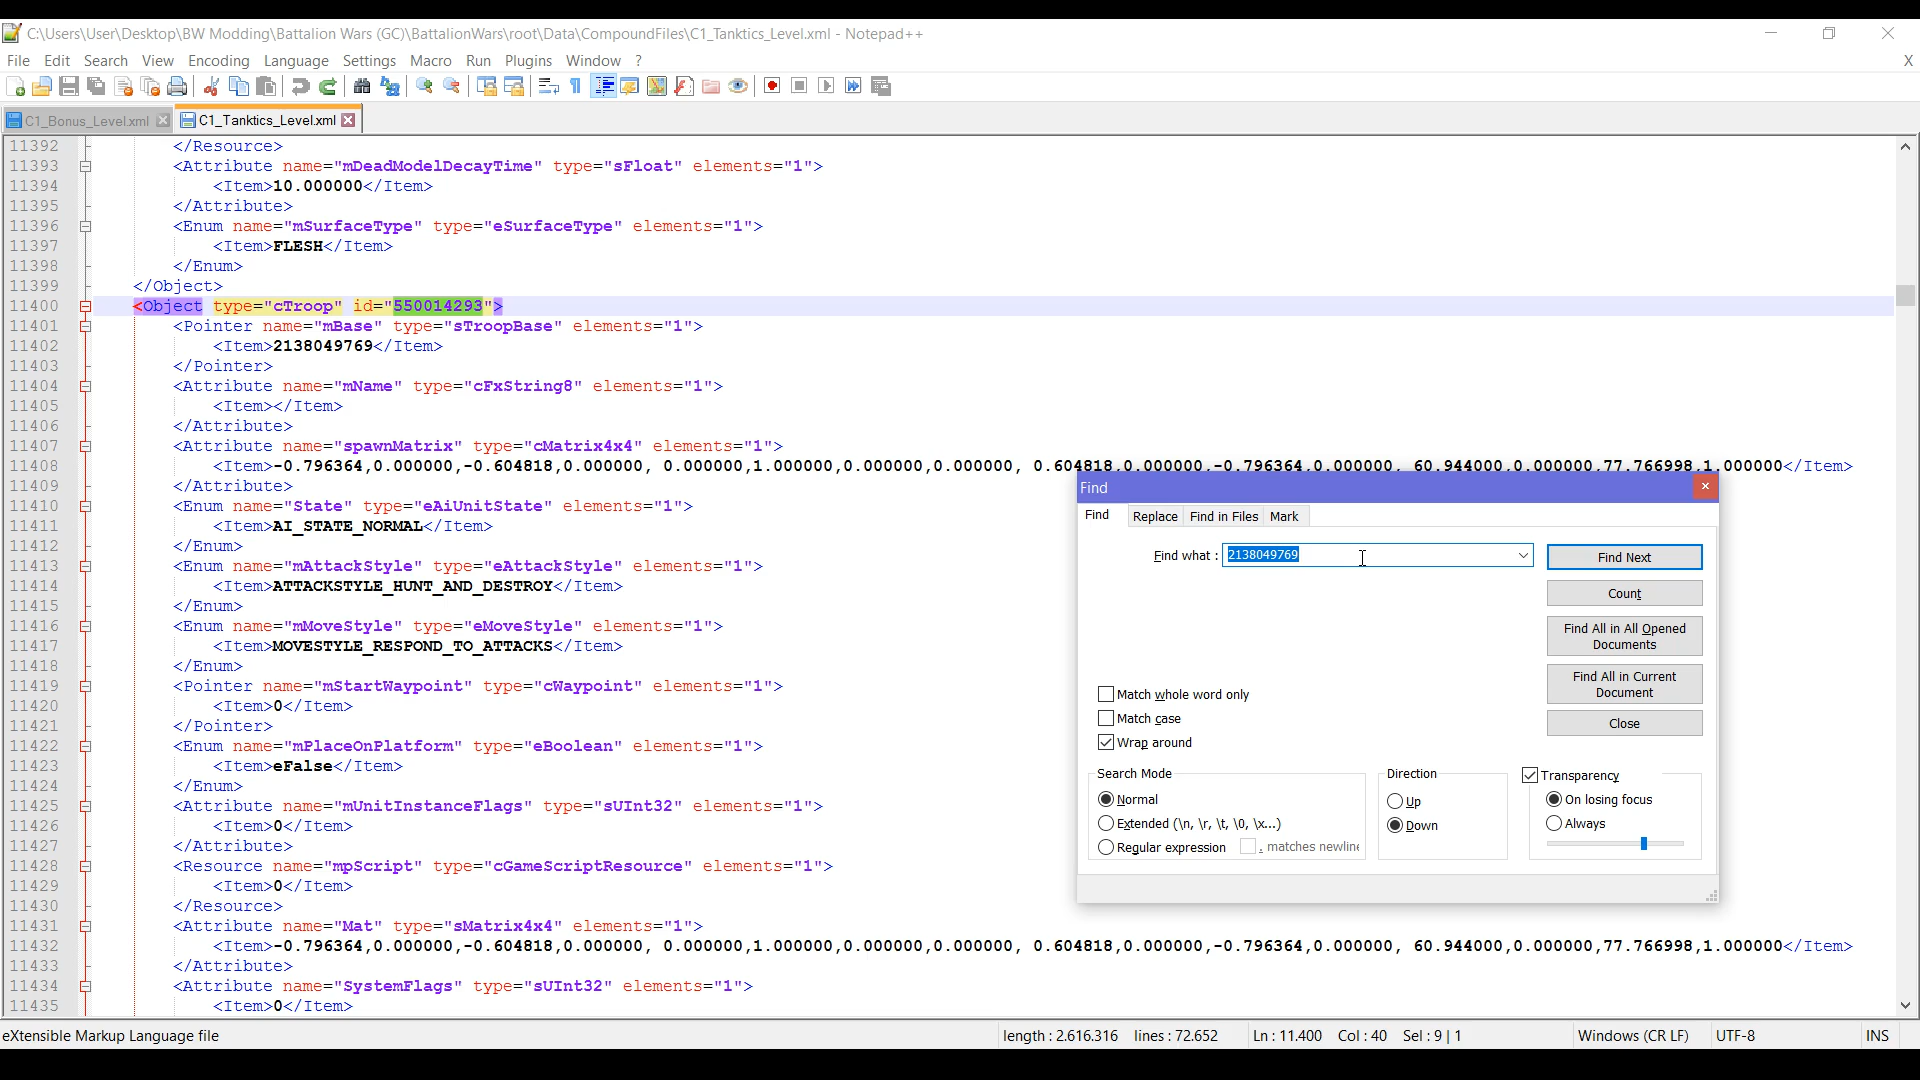 C:\Users\User\Desktop\BW Modding\Battalion Wars (GC)\BattalionWars\root\Data\CompoundFiles\C1_Tanktics_Level.xml - Notepad++
File Edit Search View Encoding Language Settings Macro Run Plugins Window ? X
C1_Bonus_Level.xml C1_Tanktics_Level.xml
11392 </Resource>
11393 <Attribute name="mDeadModelDecayTime" type="sFloat" elements="1">
11394 <Item>10.000000</Item>
11395 </Attribute>
11396 <Enum name="mSurfaceType" type="eSurfaceType" elements="1">
11397 <Item>FLESH</Item>
11398 </Enum>
11399 </Object>
11400 <Object type="cTroop" id="550014293">
11401 <Pointer name="mBase" type="sTroopBase" elements="1">
11402 <Item>2138049769</Item>
11403 </Pointer>
11404 <Attribute name="mName" type="cFxString8" elements="1">
11405 <Item></Item>
11406 </Attribute>
11407 <Attribute name="spawnMatrix" type="cMatrix4x4" elements="1">
11408 <Item>-0.796364,0.000000,-0.604818,0.000000, 0.000000,1.000000,0.000000,0.000000, 0.604818,0.000000,-0.796364,0.000000, 60.944000,0.000000,77.766998,1.000000</Item>
11409 </Attribute>
11410 <Enum name="State" type="eAiUnitState" elements="1">
11411 <Item>AI_STATE_NORMAL</Item>
11412 </Enum>
11413 <Enum name="mAttackStyle" type="eAttackStyle" elements="1">
11414 <Item>ATTACKSTYLE_HUNT_AND_DESTROY</Item>
11415 </Enum>
11416 <Enum name="mMoveStyle" type="eMoveStyle" elements="1">
11417 <Item>MOVESTYLE_RESPOND_TO_ATTACKS</Item>
11418 </Enum>
11419 <Pointer name="mStartWaypoint" type="cWaypoint" elements="1">
11420 <Item>0</Item>
11421 </Pointer>
11422 <Enum name="mPlaceOnPlatform" type="eBoolean" elements="1">
11423 <Item>eFalse</Item>
11424 </Enum>
11425 <Attribute name="mUnitInstanceFlags" type="sUInt32" elements="1">
11426 <Item>0</Item>
11427 </Attribute>
11428 <Resource name="mpScript" type="cGameScriptResource" elements="1">
11429 <Item>0</Item>
11430 </Resource>
11431 <Attribute name="Mat" type="sMatrix4x4" elements="1">
11432 <Item>-0.796364,0.000000,-0.604818,0.000000, 0.000000,1.000000,0.000000,0.000000, 0.604818,0.000000,-0.796364,0.000000, 60.944000,0.000000,77.766998,1.000000</Item>
11433 </Attribute>
11434 <Attribute name="SystemFlags" type="sUInt32" elements="1">
11435 <Item>0</Item>
Find
Find Replace Find in Files Mark
Find what : 2138049769 Find Next
Count
Find All in All Opened
Documents
Find All in Current
Document
Close
Match whole word only
Match case
Wrap around
Search Mode Direction Transparency
Normal Up On losing focus
Extended (\n, \r, \t, \0, \x...) Down Always
Regular expression . matches newline
eXtensible Markup Language file length : 2.616.316 lines : 72.652 Ln : 11.400 Col : 40 Sel : 9 | 1 Windows (CR LF) UTF-8 INS